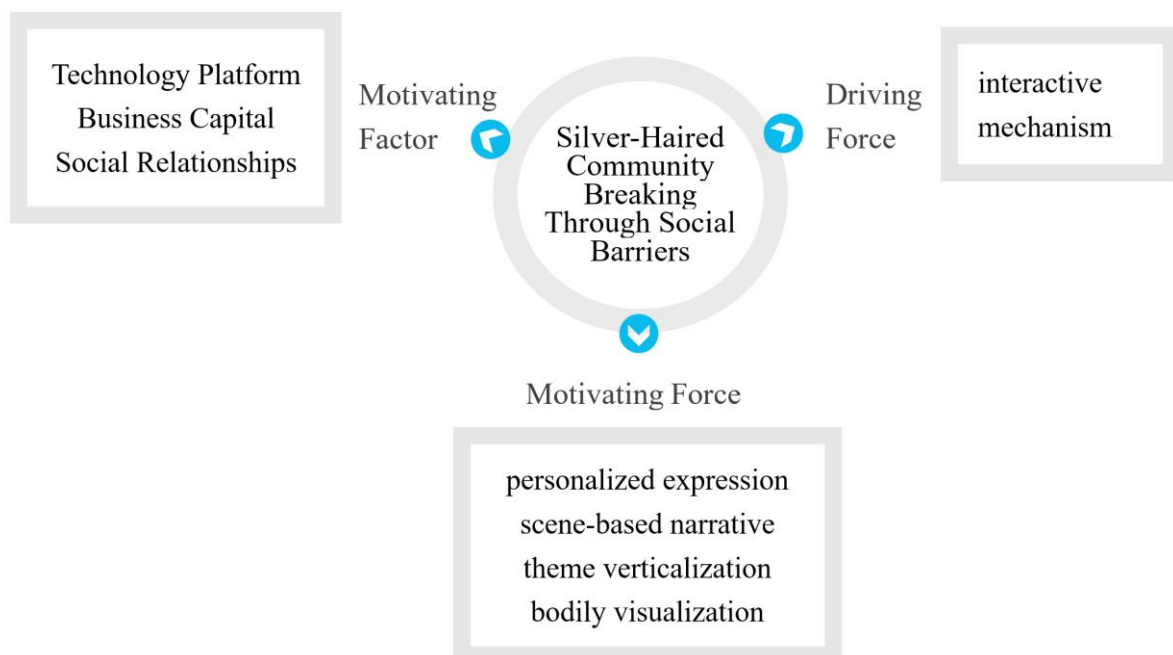 Technology Platform
Business Capital
Social Relationships
Motivating
Factor
Silver-Haired
Community
Breaking
Through Social
Barriers
Driving
Force
interactive
mechanism
Motivating Force
personalized expression
scene-based narrative
theme verticalization
bodily visualization